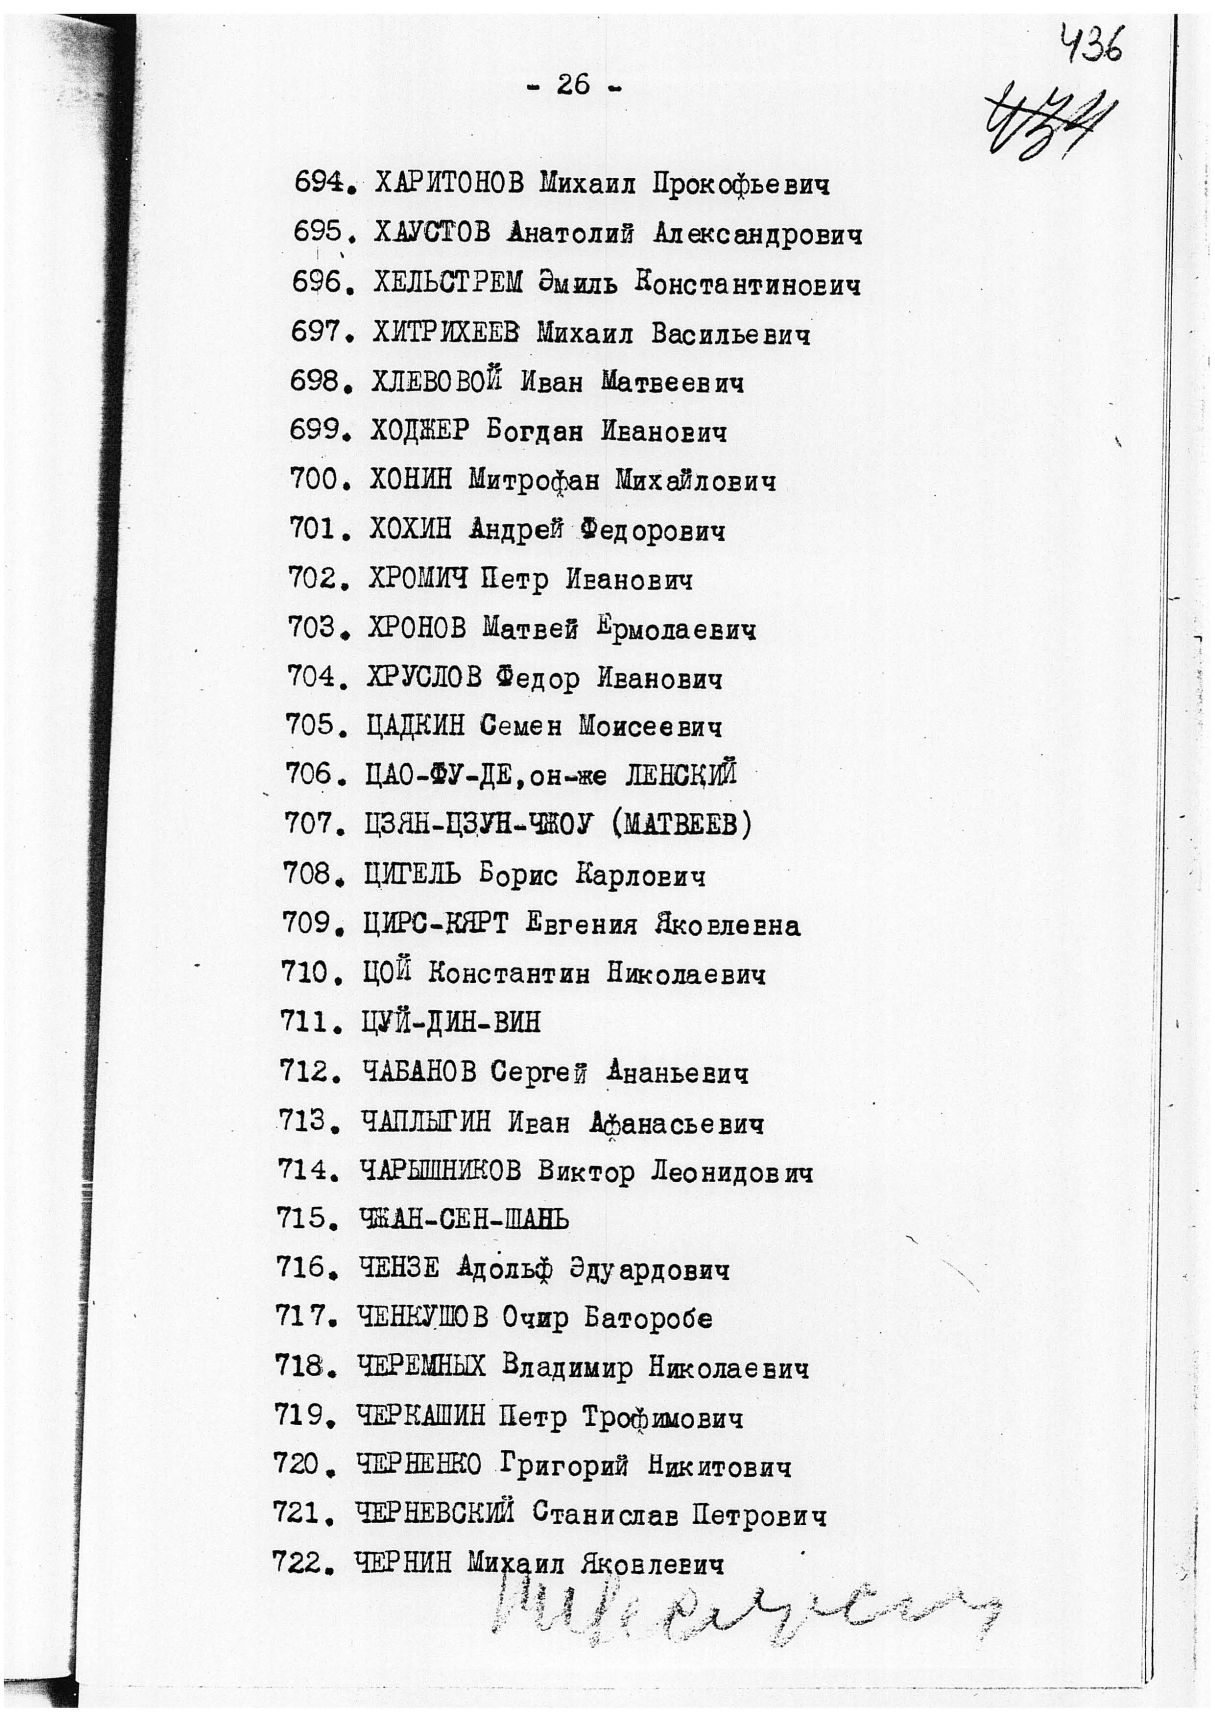 436
- 26 -
434
694. ХАРИТОНОВ Михаил Прокофьевич
695. ХАУСТОВ Анатолий Александрович
696. ХЕЛЬСТРЕМ Эмиль Константинович
697. ХИТРИХЕЕВ Михаил Васильевич
698. ХЛЕВОВОЙ Иван Матвеевич
699. ХОДЖЕР Богдан Иванович
700. ХОНИН Митрофан Михайлович
701. ХОХИН Андрей Федорович
702. ХРОМИЧ Петр Иванович
703. ХРОНОВ Матвей Ермолаевич
704. ХРУСЛОВ Федор Иванович
705. ЦАДКИН Семен Моисеевич
706. ЦАО-ФУ-ДЕ,он-же ЛЕНСКИЙ
707. ЦЗЯН-ЦЗУН-ЧЖОУ (МАТВЕЕВ)
708. ЦИГЕЛЬ Борис Карлович
709. ЦИРС-КЯРТ Евгения Яковлевна
710. ЦОЙ Константин Николаевич
711. ЦУЙ-ДИН-ВИН
712. ЧАБАНОВ Сергей Ананьевич
713. ЧАПЛЫГИН Иван Афанасьевич
714. ЧАРЫШНИКОВ Виктор Леонидович
715. ЧЖАН-СЕН-ШАНЬ
716. ЧЕНЗЕ Адольф Эдуардович
717. ЧЕНКУШОВ Очир Баторобе
718. ЧЕРЕМНЫХ Владимир Николаевич
719. ЧЕРКАШИН Петр Трофимович
720. ЧЕРНЕНКО Григорий Никитович
721. ЧЕРНЕВСКИЙ Станислав Петрович
722. ЧЕРНИН Михаил Яковлевич